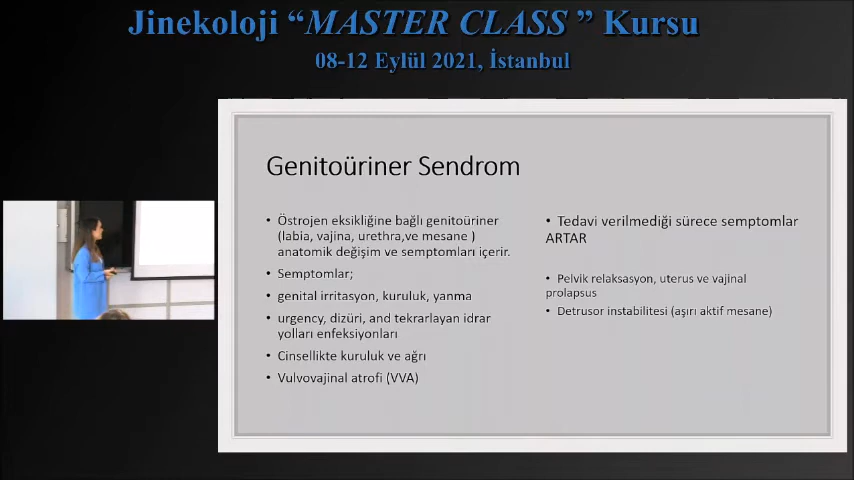 Jinekoloji “MASTER CLASS ” Kursu
08-12 Eylül 2021, İstanbul
Genitoüriner Sendrom
• Östrojen eksikliğine bağlı genitoüriner
(labia, vajina, urethra,ve mesane )
anatomik değişim ve semptomları içerir.
• Semptomlar;
• genital irritasyon, kuruluk, yanma
• urgency, dizüri, and tekrarlayan idrar
yolları enfeksiyonları
• Cinsellikte kuruluk ve ağrı
• Vulvovajinal atrofi (VVA)
• Tedavi verilmediği sürece semptomlar
ARTAR
• Pelvik relaksasyon, uterus ve vajinal
prolapsus
• Detrusor instabilitesi (aşırı aktif mesane)